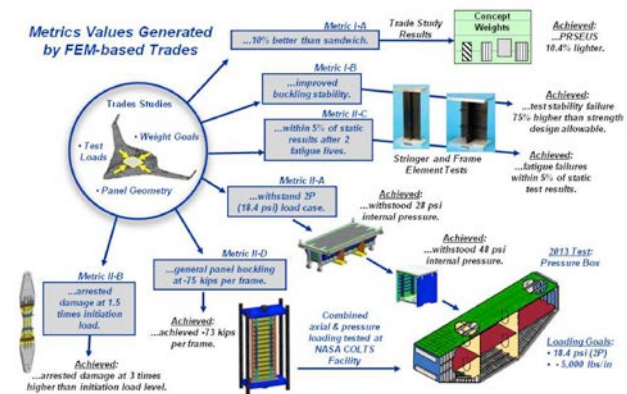 Metrics Values Generated
by FEM-based Trades
Metric I-A
...10% better than sandwich.
Trade Study
Results
Concept
Weights
Achieved:
...PRSEUS
10.4% lighter.
Metric I-B
...improved
buckling stability.
Achieved:
...test stability failure
75% higher than strength
design allowable.
Trades Studies
• Weight Goals
• Test
Loads
• Panel Geometry
Metric II-C
...within 5% of static
results after 2
fatigue lives.
Stringer and Frame
Element Tests
Achieved:
...fatigue failures
within 5% of static
test results.
Metric II-A
...withstand 2P
(18.4 psi) load case.
Achieved:
...withstood 28 psi
internal pressure.
Achieved:
...withstood 48 psi
internal pressure.
2013 Test:
Pressure Box
Metric II-D
...general panel buckling
at -75 kips per frame.
Metric II-B
...arrested
damage at 1.5
times initiation
load.
Achieved:
...achieved -73 kips
per frame.
Combined
axial & pressure
loading tested at
NASA COLTS
Facility
Loading Goals:
• 18.4 psi (2P)
• -5,000 lbs/in
Achieved:
...arrested damage at 3 times
higher than initiation load level.